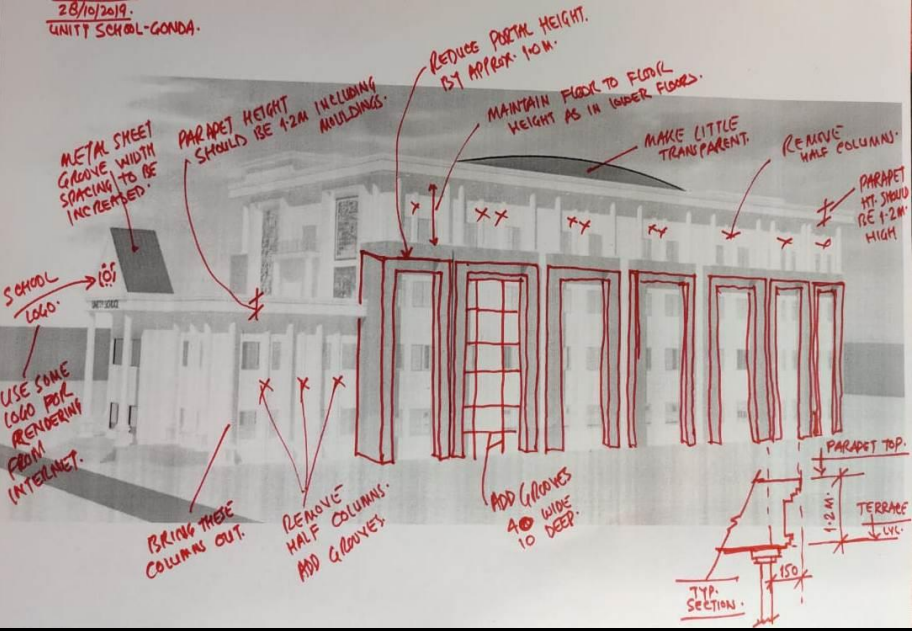 28/10/2019.
UNITY SCHOOL-GONDA.
REDUCE PORTAL HEIGHT.
BY APPROX. 1.0 M.
PARAPET HEIGHT
SHOULD BE 1.2M INCLUDING
MOULDINGS.
MAINTAIN FLOOR TO FLOOR
HEIGHT AS IN LOWER FLOORS.
METAL SHEET
GROOVE WIDTH
SPACING TO BE
INCREASED.
MAKE LITTLE
TRANSPARENT.
REMOVE
HALF COLUMNS.
PARAPET
HT. SHOULD
BE 1.2M.
HIGH
SCHOOL
LOGO.
UNITY SCHOOL
USE SOME
LOGO FOR
RENDERING
FROM
INTERNET.
BRING THESE
COLUMNS OUT.
REMOVE
HALF COLUMNS.
ADD GROOVES.
ADD GROOVES
40 WIDE
10 DEEP.
PARAPET TOP.
1.2M.
TERRACE
LVL.
150
TYP.
SECTION.